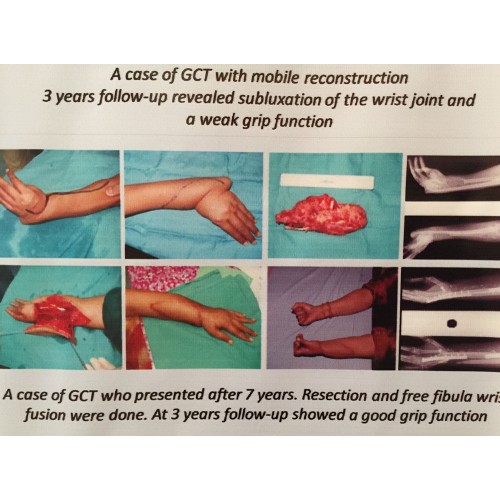 A case of GCT with mobile reconstruction
3 years follow-up revealed subluxation of the wrist joint and
a weak grip function
A case of GCT who presented after 7 years. Resection and free fibula wri
fusion were done. At 3 years follow-up showed a good grip function